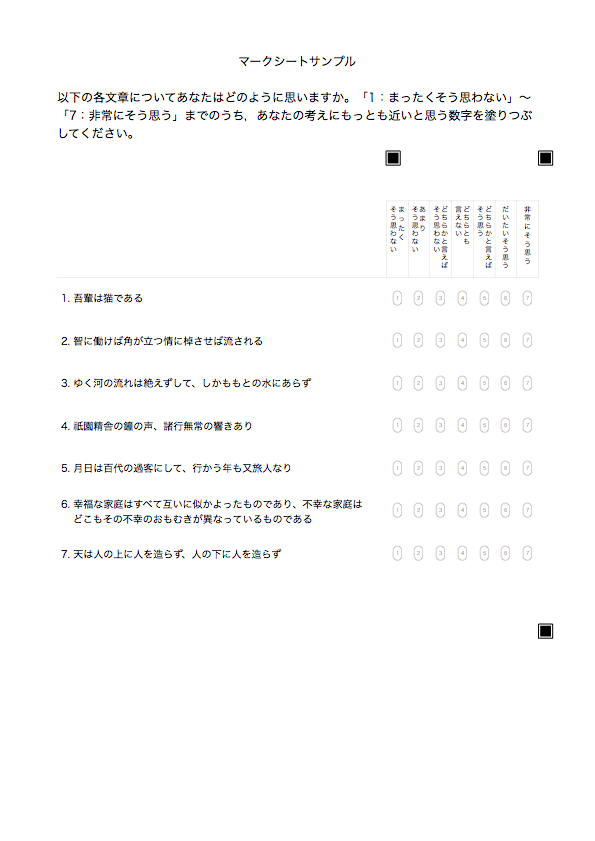 マークシートサンプル
以下の各文章についてあなたはどのように思いますか。「1：まったくそう思わない」〜
「7：非常にそう思う」までのうち，あなたの考えにもっとも近いと思う数字を塗りつぶ
してください。
まったく
そう思わない
あまり
そう思わない
どちらかと言えば
そう思わない
どちらとも
言えない
どちらかと言えば
そう思う
だいたいそう思う
非常にそう思う
1. 吾輩は猫である 1 2 3 4 5 6 7
2. 智に働けば角が立つ情に棹させば流される 1 2 3 4 5 6 7
3. ゆく河の流れは絶えずして、しかももとの水にあらず 1 2 3 4 5 6 7
4. 祇園精舎の鐘の声、諸行無常の響きあり 1 2 3 4 5 6 7
5. 月日は百代の過客にして、行かう年も又旅人なり 1 2 3 4 5 6 7
6. 幸福な家庭はすべて互いに似かよったものであり、不幸な家庭は
どこもその不幸のおもむきが異なっているものである 1 2 3 4 5 6 7
7. 天は人の上に人を造らず、人の下に人を造らず 1 2 3 4 5 6 7